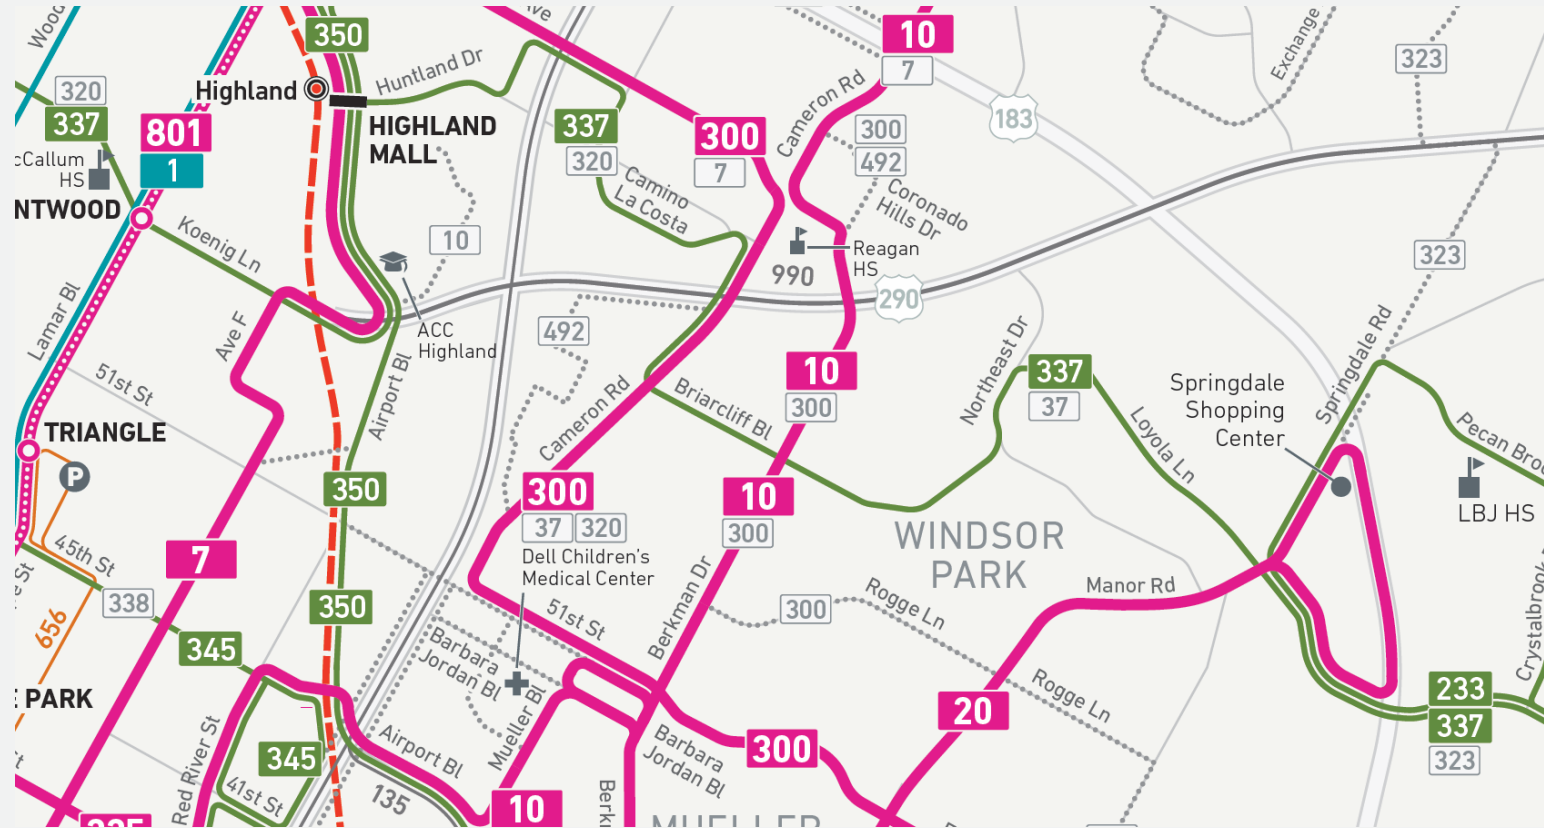 350
10
7
Huntland Dr
Exchange
323
320
337
Highland
801
1
HIGHLAND
MALL
Cameron Rd
183
300
7
337
320
300
492
HS
Camino
La Costa
Coronado
Hills Dr
Koenig Ln
10
Reagan
HS
990
290
323
Lamar Bl
Ave F
ACC
Highland
492
Airport Bl
51st St
TRIANGLE
P
Cameron Rd
Briarcliff Bl
10
300
Northeast Dr
337
37
Loyola Ln
Springdale
Shopping
Center
Springdale Rd
LBJ HS
350
300
37
320
10
300
WINDSOR
PARK
Dell Children's
Medical Center
7
45th St
338
656
345
350
51st St
Berkman Dr
300
Rogge Ln
Manor Rd
Barbara
Jordan Bl
Mueller Bl
PARK
Red River St
345
41st St
Airport Bl
135
10
Barbara
Jordan Bl
300
20
Rogge Ln
233
337
323
MUELLER